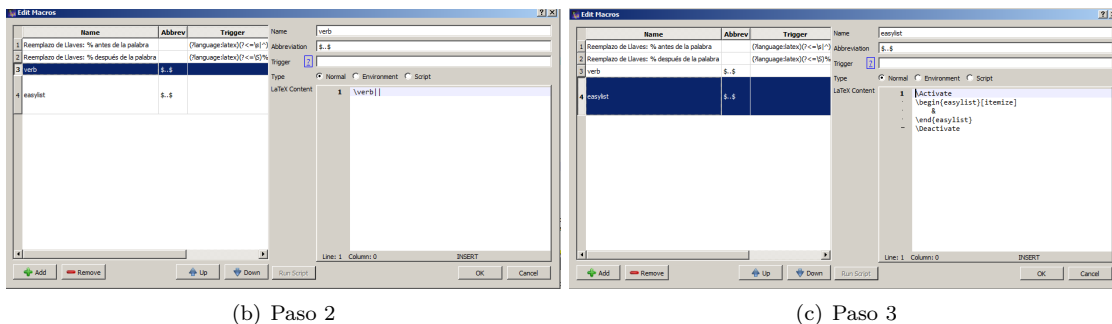 Edit Macros
Name Abbrev Trigger
1 Reemplazo de Llaves: % antes de la palabra (?language:latex)(?<=\s|^)
2 Reemplazo de Llaves: % después de la palabra (?language:latex)(?<=\S)%
3 verb $..$
4 easylist $..$
Name verb
Abbreviation $..$
Trigger ?
Type Normal Environment Script
LaTeX Content 1 \verb||
Line: 1 Column: 0 INSERT
Add Remove Up Down Run Script OK Cancel
(b) Paso 2
Edit Macros
Name Abbrev Trigger
1 Reemplazo de Llaves: % antes de la palabra (?language:latex)(?<=\s|^)
2 Reemplazo de Llaves: % después de la palabra (?language:latex)(?<=\S)%
3 verb $..$
4 easylist $..$
Name easylist
Abbreviation $..$
Trigger ?
Type Normal Environment Script
LaTeX Content 1 \Activate
\begin{easylist}[itemize]
&
\end{easylist}
\Deactivate
Line: 1 Column: 0 INSERT
Add Remove Up Down Run Script OK Cancel
(c) Paso 3